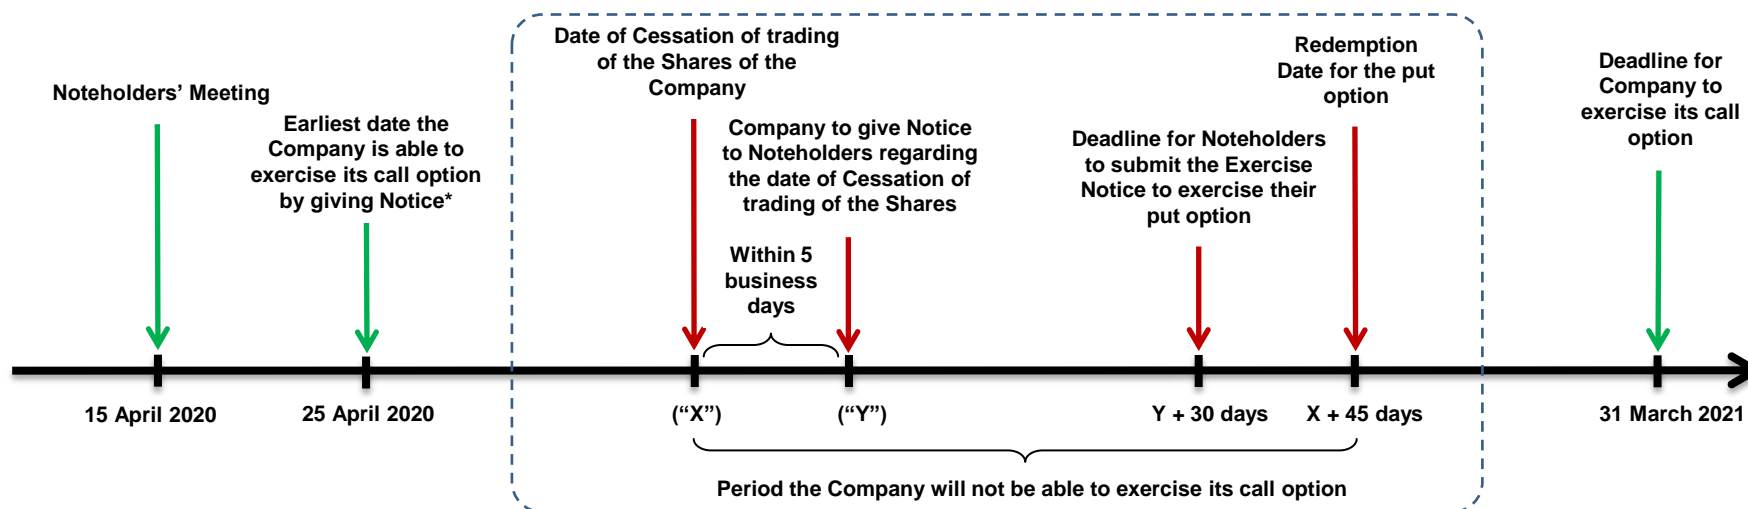 Noteholders' Meeting
Earliest date the
Company is able to
exercise its call option
by giving Notice*
Date of Cessation of trading
of the Shares of the
Company
Company to give Notice
to Noteholders regarding
the date of Cessation of
trading of the Shares
Within 5
business
days
Deadline for Noteholders
to submit the Exercise
Notice to exercise their
put option
Redemption
Date for the put
option
Deadline for
Company to
exercise its call
option
15 April 2020
25 April 2020
(“X”)
(“Y”)
Y + 30 days
X + 45 days
31 March 2021
Period the Company will not be able to exercise its call option